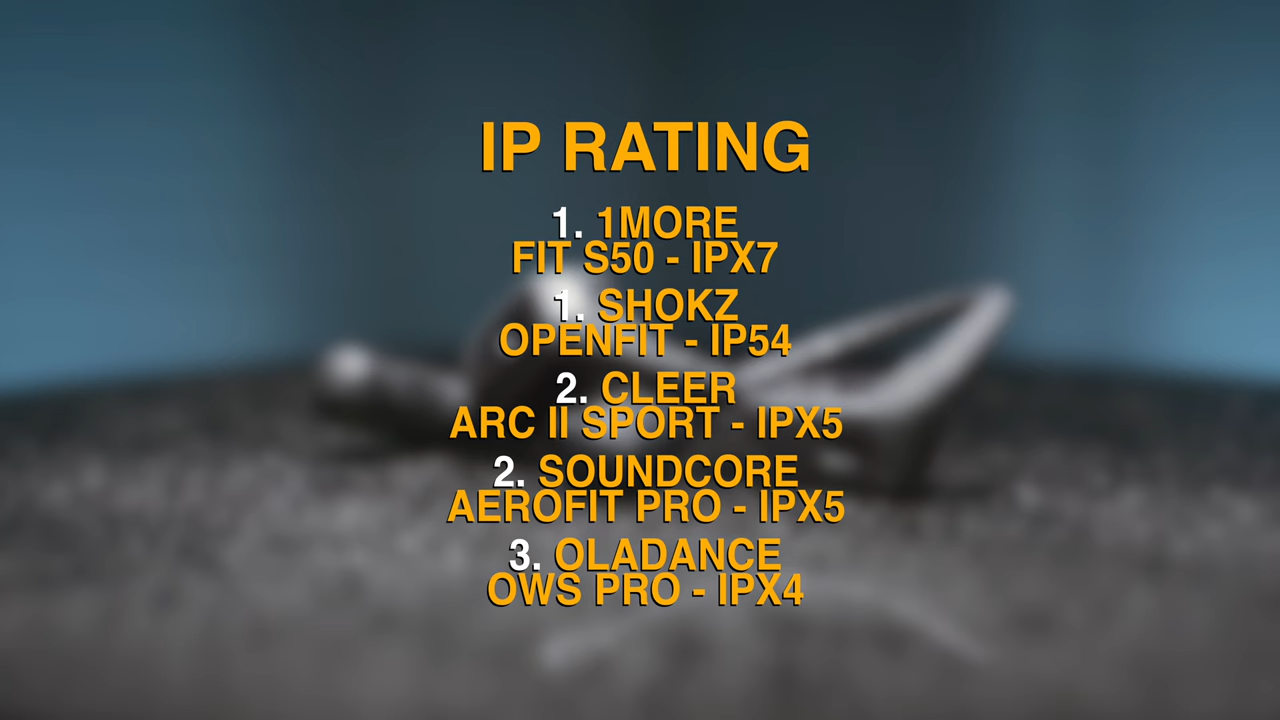 IP RATING
1. 1MORE
FIT S50 - IPX7
1. SHOKZ
OPENFIT - IP54
2. CLEER
ARC II SPORT - IPX5
2. SOUNDCORE
AEROFIT PRO - IPX5
3. OLADANCE
OWS PRO - IPX4